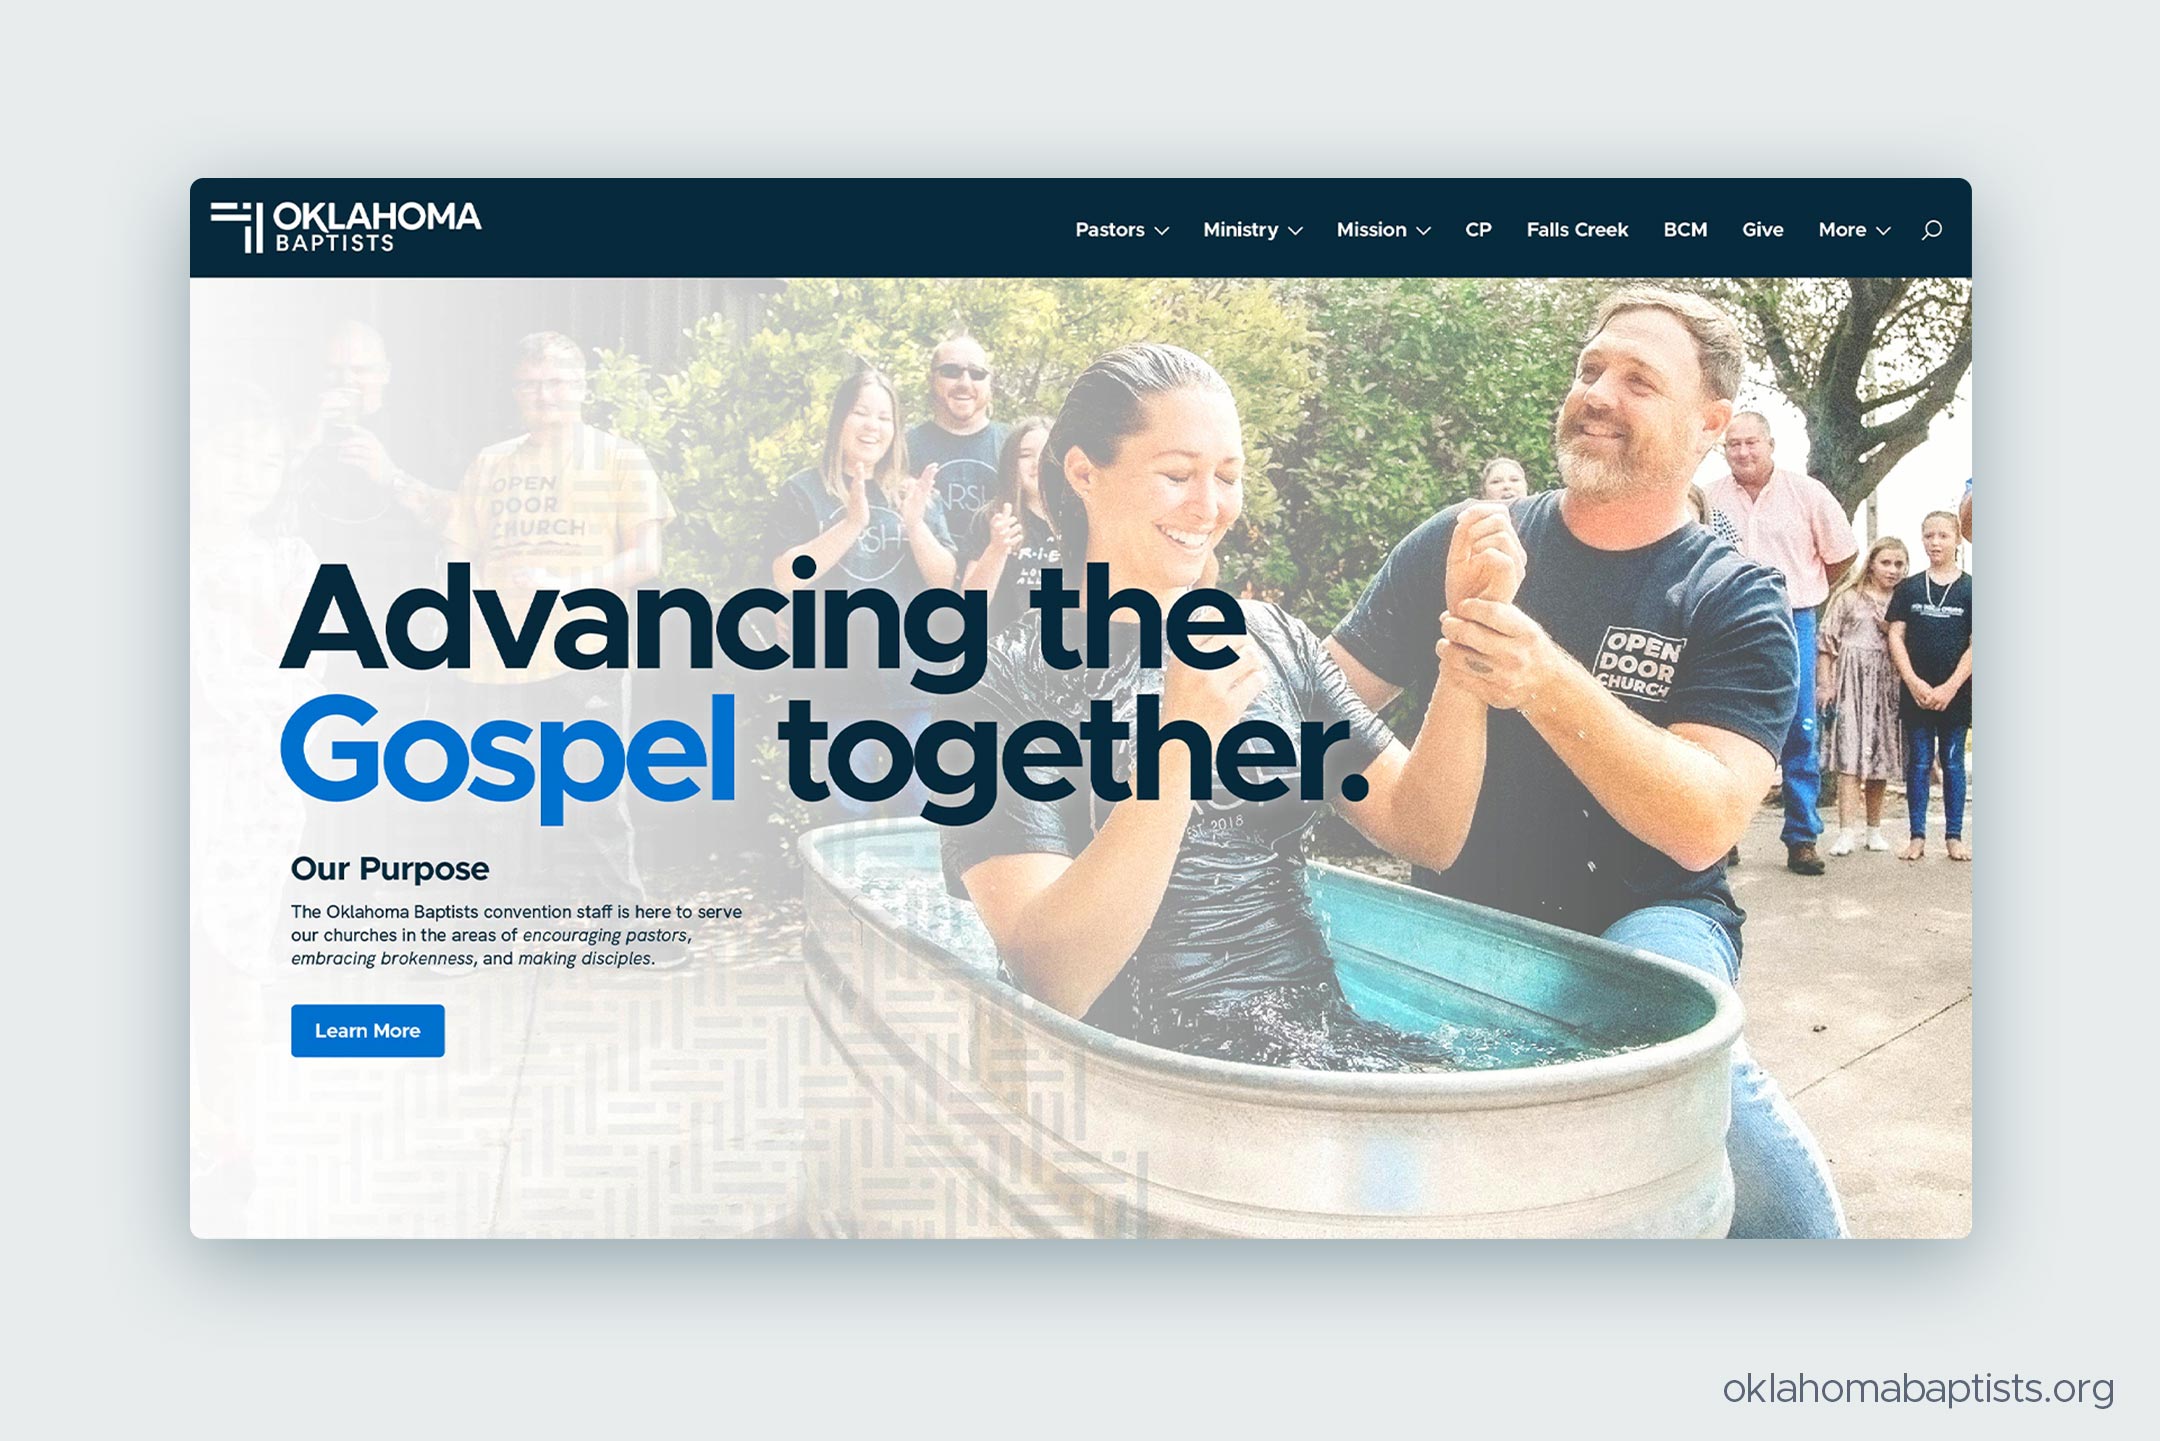 OKLAHOMA
BAPTISTS
Pastors Ministry Mission CP Falls Creek BCM Give More
OPEN
DOOR
CHURCH
OPEN
DOOR
CHURCH
Advancing the
Gospel together.
EST. 2018
Our Purpose
The Oklahoma Baptists convention staff is here to serve
our churches in the areas of encouraging pastors,
embracing brokenness, and making disciples.
Learn More
oklahomabaptists.org